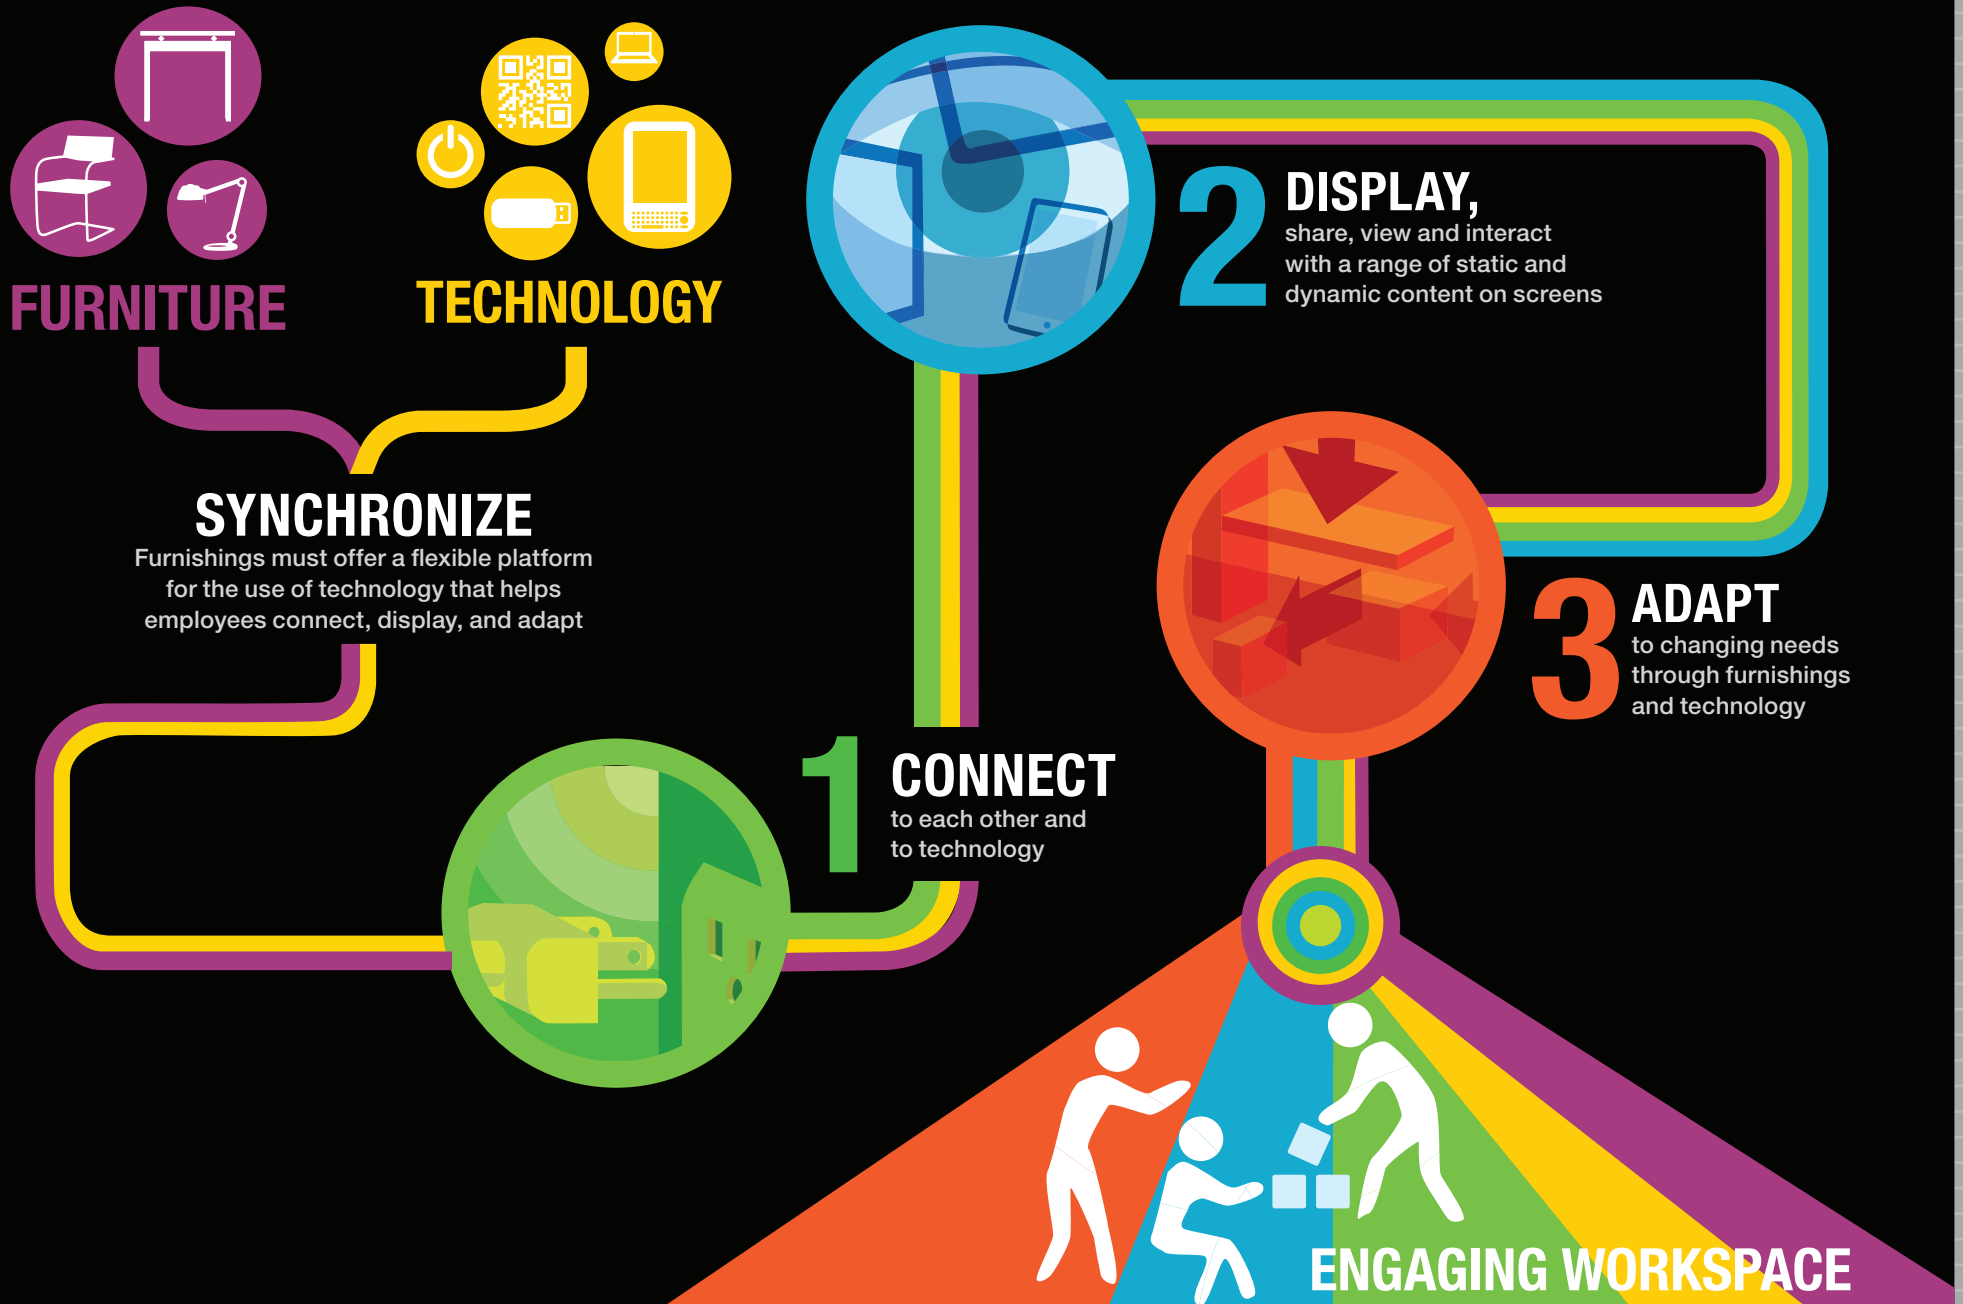 FURNITURE
TECHNOLOGY
SYNCHRONIZE
Furnishings must offer a flexible platform
for the use of technology that helps
employees connect, display, and adapt
1
CONNECT
to each other and
to technology
2
DISPLAY,
share, view and interact
with a range of static and
dynamic content on screens
3
ADAPT
to changing needs
through furnishings
and technology
ENGAGING WORKSPACE